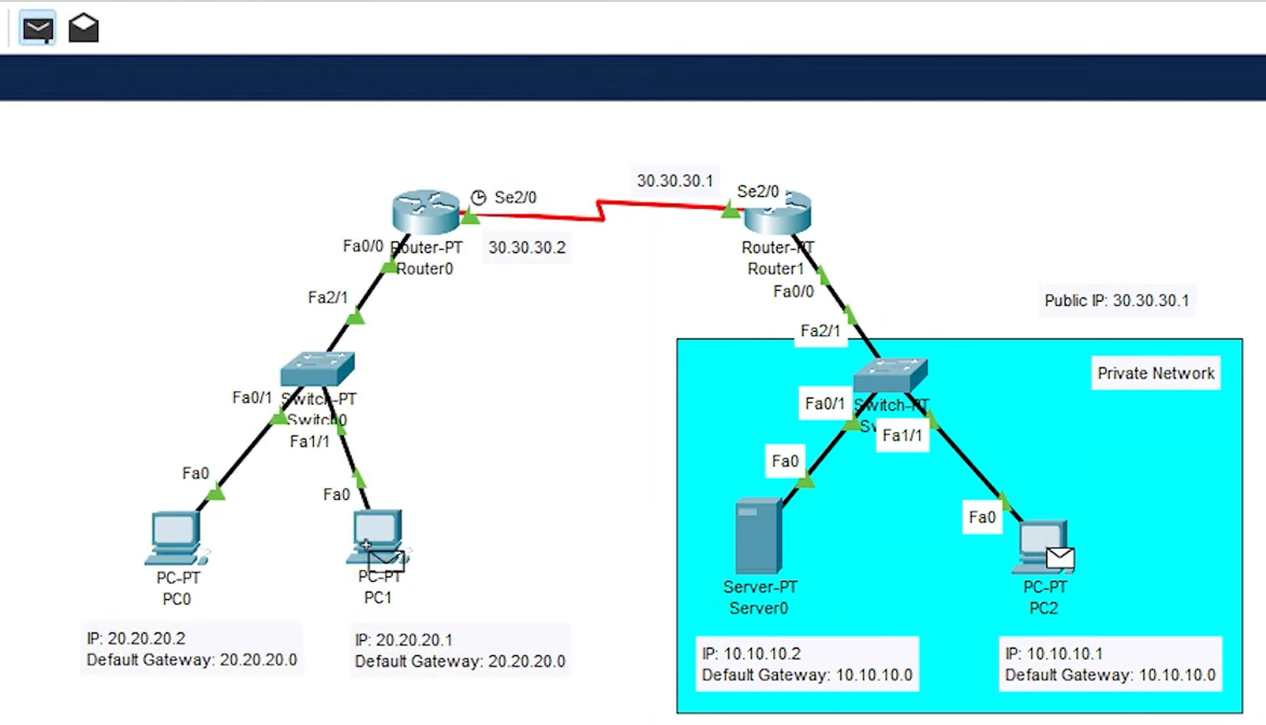 30.30.30.1
Se2/0
Se2/0
30.30.30.2
Fa0/0
Router-PT
Router0
Router-PT
Router1
Fa0/0
Fa2/1
Public IP: 30.30.30.1
Fa2/1
Private Network
Fa0/1
Switch-PT
Switch0
Fa1/1
Fa0/1
Switch-PT
Fa1/1
Fa0
Fa0
Fa0
Fa0
PC-PT
PC0
PC-PT
PC1
Server-PT
Server0
PC-PT
PC2
IP: 20.20.20.2
Default Gateway: 20.20.20.0
IP: 20.20.20.1
Default Gateway: 20.20.20.0
IP: 10.10.10.2
Default Gateway: 10.10.10.0
IP: 10.10.10.1
Default Gateway: 10.10.10.0